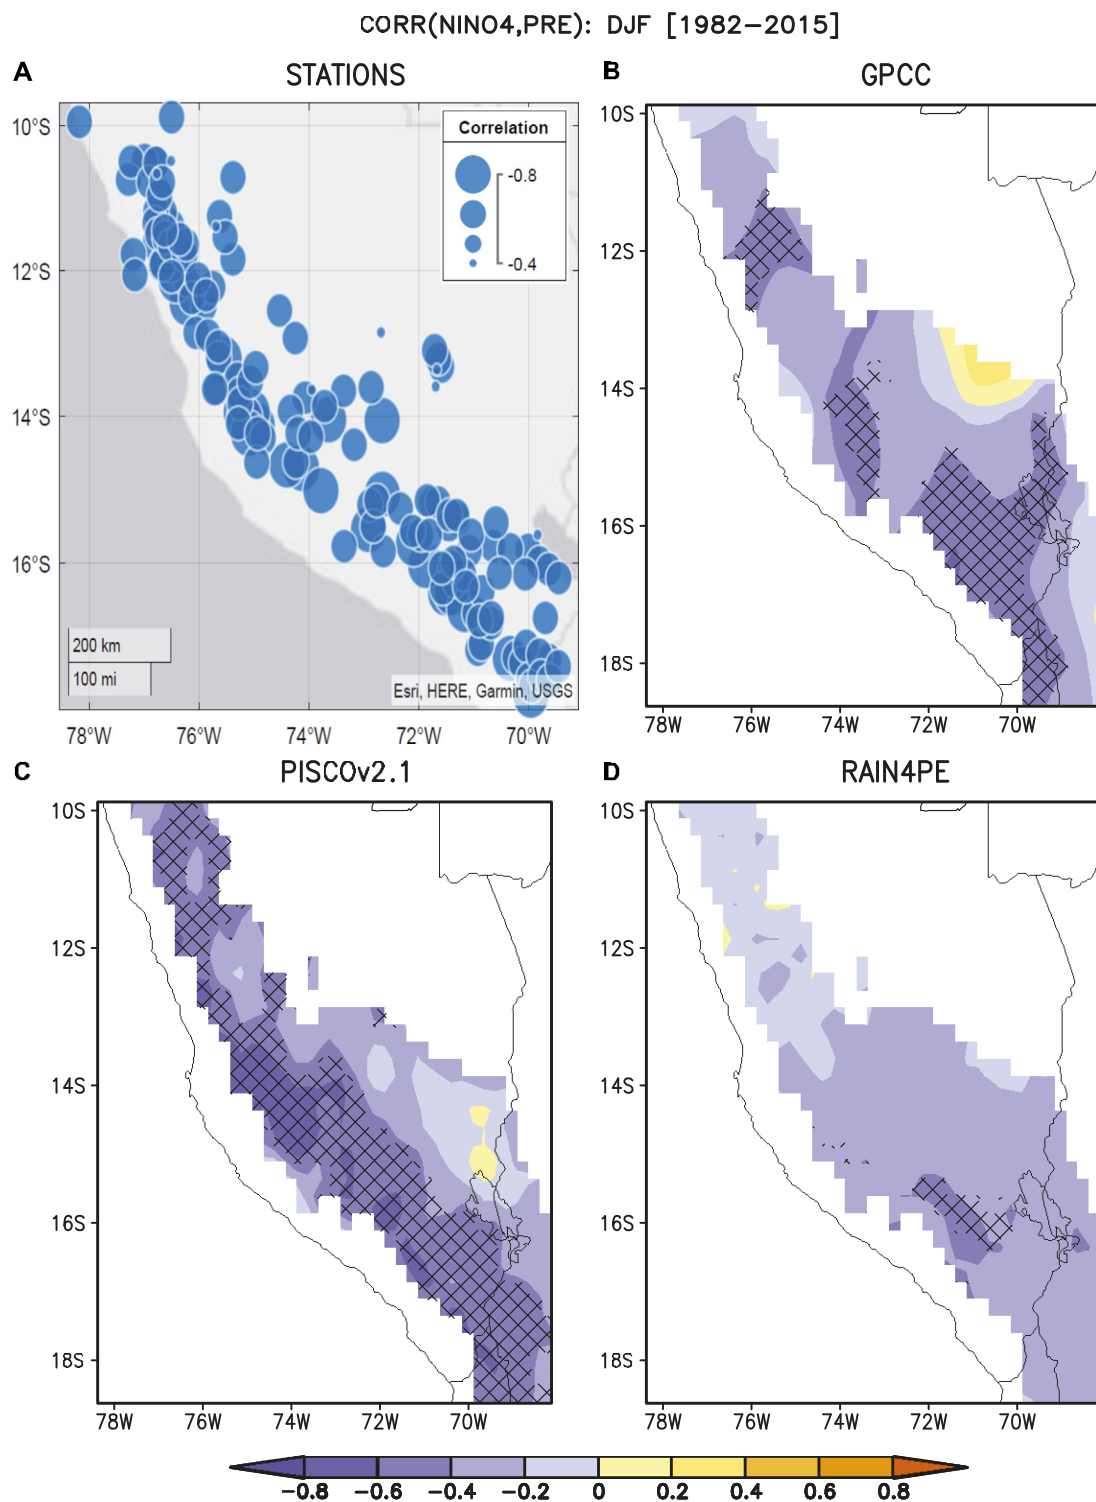 CORR(NINO4,PRE): DJF [1982−2015]
A
STATIONS
Correlation
-0.8
-0.4
10°S
12°S
14°S
16°S
200 km
100 mi
Esri, HERE, Garmin, USGS
78°W 76°W 74°W 72°W 70°W
B
GPCC
10S
12S
14S
16S
18S
78W 76W 74W 72W 70W
C
PISCOv2.1
10S
12S
14S
16S
18S
78W 76W 74W 72W 70W
D
RAIN4PE
10S
12S
14S
16S
18S
78W 76W 74W 72W 70W
−0.8 −0.6 −0.4 −0.2 0 0.2 0.4 0.6 0.8